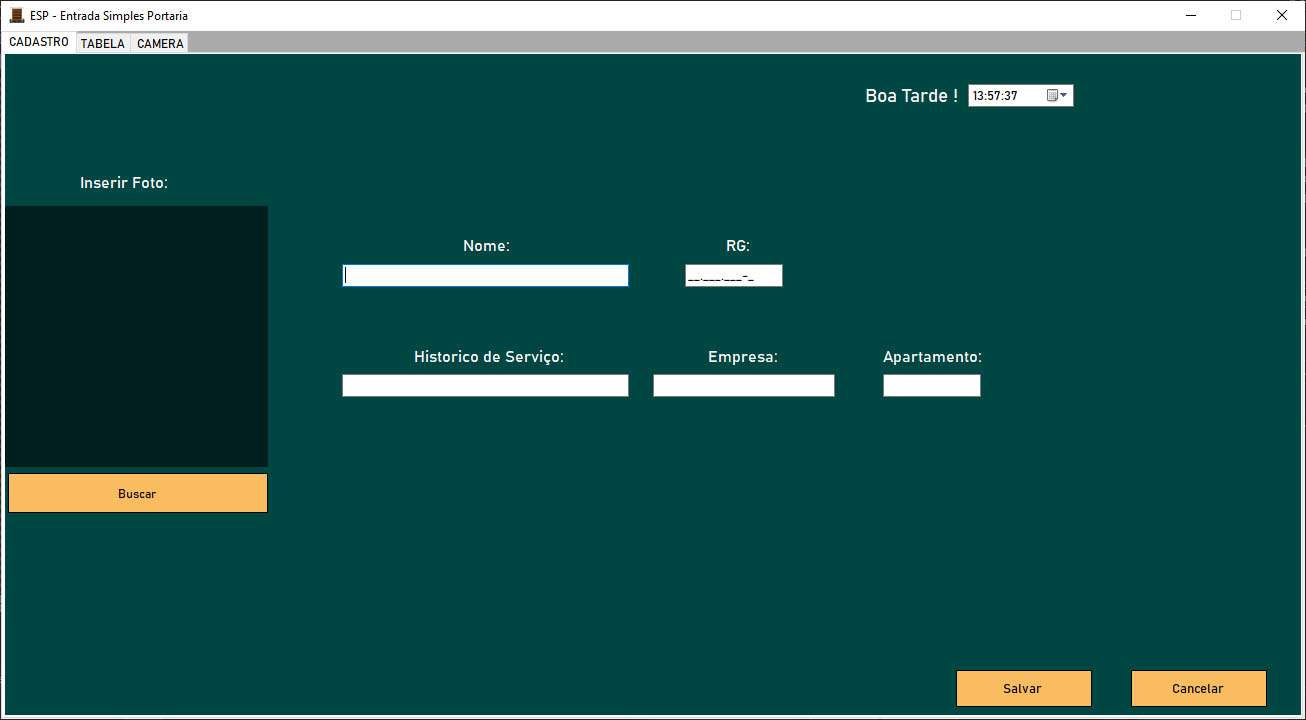 ESP - Entrada Simples Portaria
CADASTRO TABELA CAMERA
Boa Tarde ! 13:57:37
Inserir Foto:
Nome: RG:
__.___.___-_
Historico de Serviço: Empresa: Apartamento:
Buscar
Salvar Cancelar